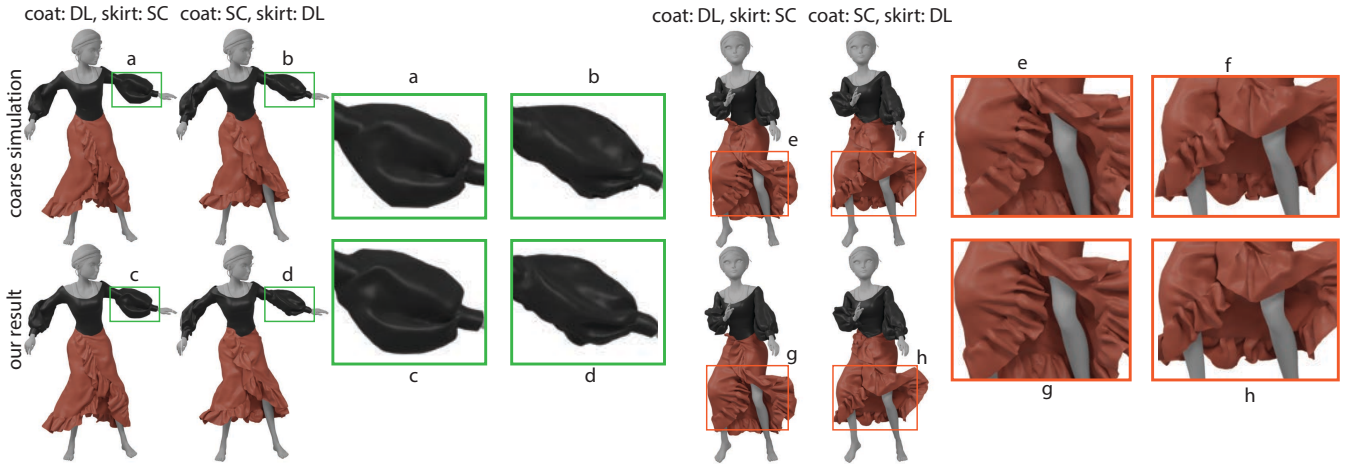 coat: DL, skirt: SC
coat: SC, skirt: DL
coat: DL, skirt: SC
coat: SC, skirt: DL
coarse simulation
a
b
a
b
e
f
e
f
our result
c
d
c
d
g
h
g
h